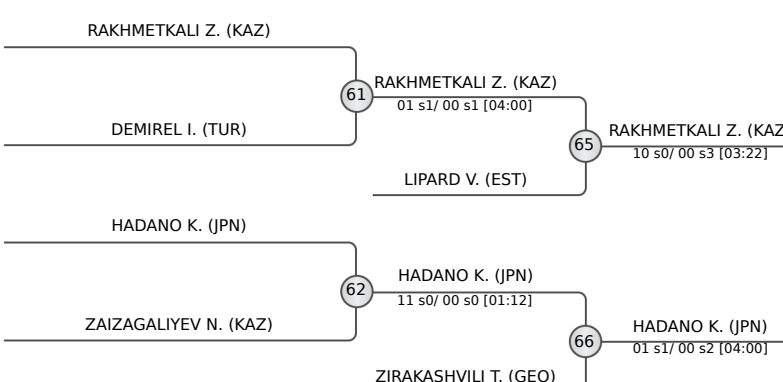 RAKHMETKALI Z. (KAZ)
61
RAKHMETKALI Z. (KAZ)
01 s1/ 00 s1 [04:00]
DEMIREL I. (TUR)
65
RAKHMETKALI Z. (KAZ
10 s0/ 00 s3 [03:22]
LIPARD V. (EST)
HADANO K. (JPN)
62
HADANO K. (JPN)
11 s0/ 00 s0 [01:12]
ZAIZAGALIYEV N. (KAZ)
66
HADANO K. (JPN)
01 s1/ 00 s2 [04:00]
ZIRAKASHVILI T. (GEO)